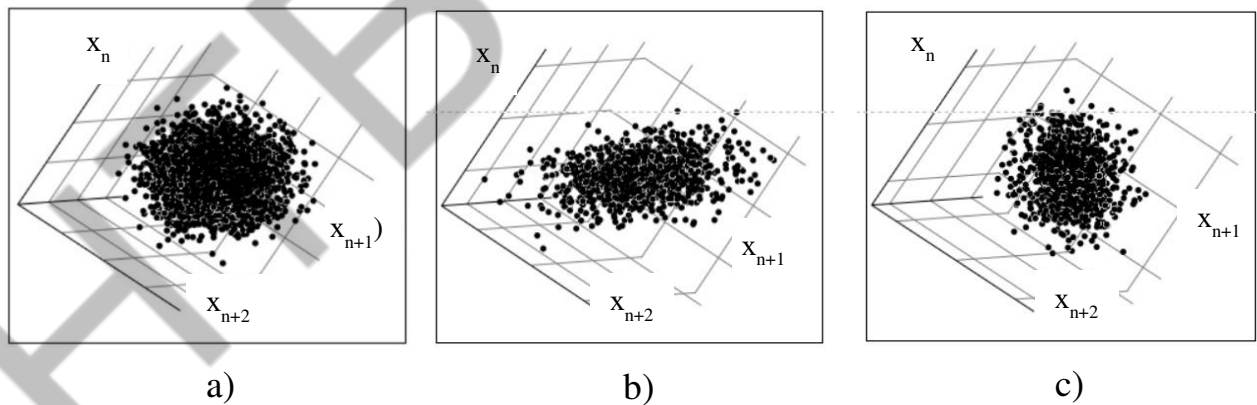 x_n
x_{n+1})
x_{n+2}
a)
x_n
x_{n+1}
x_{n+2}
b)
x_n
x_{n+1}
x_{n+2}
c)